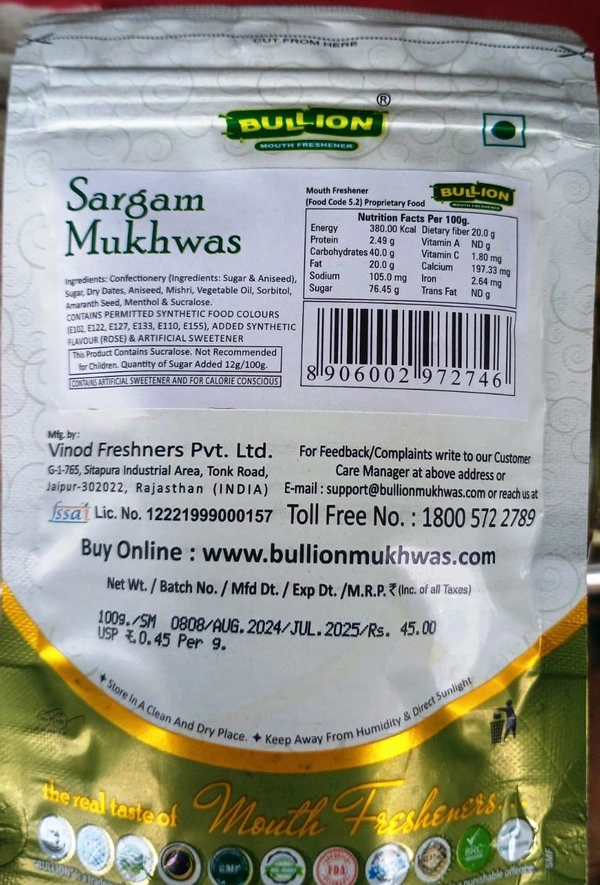 CUT FROM HERE
BULLION ®
MOUTH FRESHENER
Sargam
Mukhwas
Ingredients: Confectionery (Ingredients: Sugar & Aniseed),
Sugar, Dry Dates, Aniseed, Mishri, Vegetable Oil, Sorbitol,
Amaranth Seed, Menthol & Sucralose.
CONTAINS PERMITTED SYNTHETIC FOOD COLOURS
(E102, E122, E127, E133, E110, E155), ADDED SYNTHETIC
FLAVOUR (ROSE) & ARTIFICIAL SWEETENER
This Product Contains Sucralose. Not Recommended
for Children. Quantity of Sugar Added 12g/100g.
CONTAINS ARTIFICIAL SWEETENER AND FOR CALORIE CONSCIOUS
Mouth Freshener
(Food Code 5.2) Proprietary Food
BULLION
MOUTH FRESHENER
Nutrition Facts Per 100g.
Energy 380.00 Kcal Dietary fiber 20.0 g
Protein 2.49 g Vitamin A ND g
Carbohydrates 40.0 g Vitamin C 1.80 mg
Fat 20.0 g Calcium 197.33 mg
Sodium 105.0 mg Iron 2.64 mg
Sugar 76.45 g Trans Fat ND g
8 906002 972746
Mfg. by:
Vinod Freshners Pvt. Ltd.
G-1-765, Sitapura Industrial Area, Tonk Road,
Jaipur-302022, Rajasthan (INDIA)
fssai Lic. No. 12221999000157
For Feedback/Complaints write to our Customer
Care Manager at above address or
E-mail : support@bullionmukhwas.com or reach us at
Toll Free No. : 1800 572 2789
Buy Online : www.bullionmukhwas.com
Net Wt. / Batch No. / Mfd Dt. / Exp Dt. /M.R.P. ₹ (Inc. of all Taxes)
100g./SM 0808/AUG.2024/JUL.2025/Rs. 45.00
USP ₹.0.45 Per g.
✦ Store In A Clean And Dry Place. ✦ Keep Away From Humidity & Direct Sunlight
the real taste of Mouth Fresheners...
GMP
FDA
"BULLION"
punishable offence